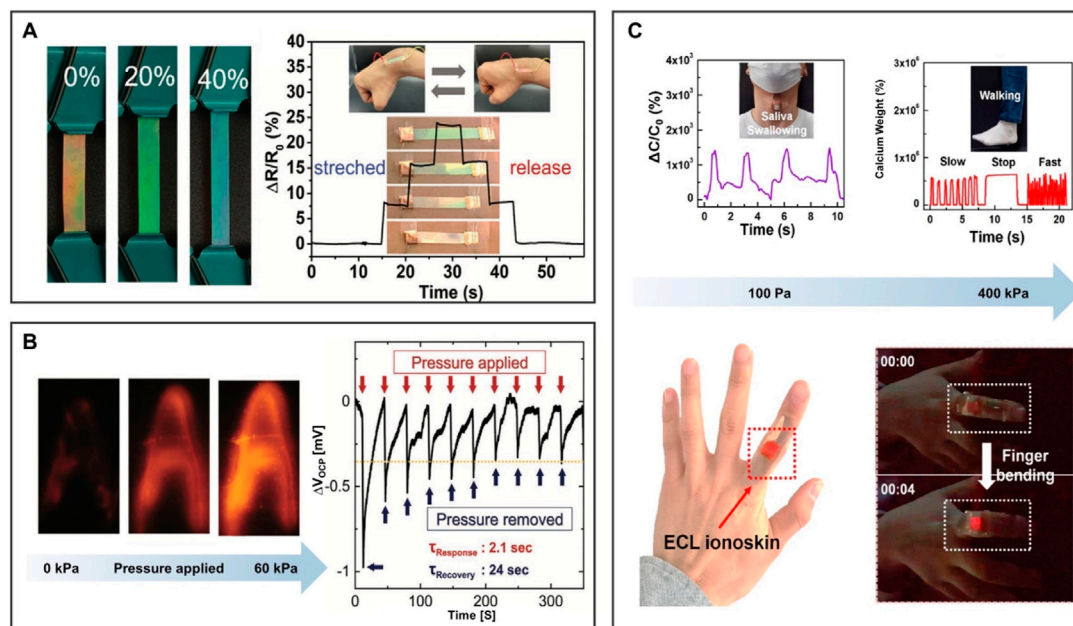 A
0%
20%
40%
ΔR/R0 (%)
40
35
30
25
20
15
10
5
0
streched
release
0
10
20
30
40
50
Time (s)
B
0 kPa
Pressure applied
60 kPa
ΔVOCP [mV]
0
-0.5
-1
Pressure applied
Pressure removed
τResponse : 2.1 sec
τRecovery : 24 sec
0
100
200
300
Time [S]
C
ΔC/C0 (%)
4x10³
3x10³
2x10³
1x10³
0
Saliva
Swallowing
0
2
4
6
8
10
Time (s)
Calcium Weight (%)
3x10⁶
2x10⁶
1x10⁶
0
Walking
Slow
Stop
Fast
0
5
10
15
20
Time (s)
100 Pa
400 kPa
ECL ionoskin
00:00
Finger
bending
00:04